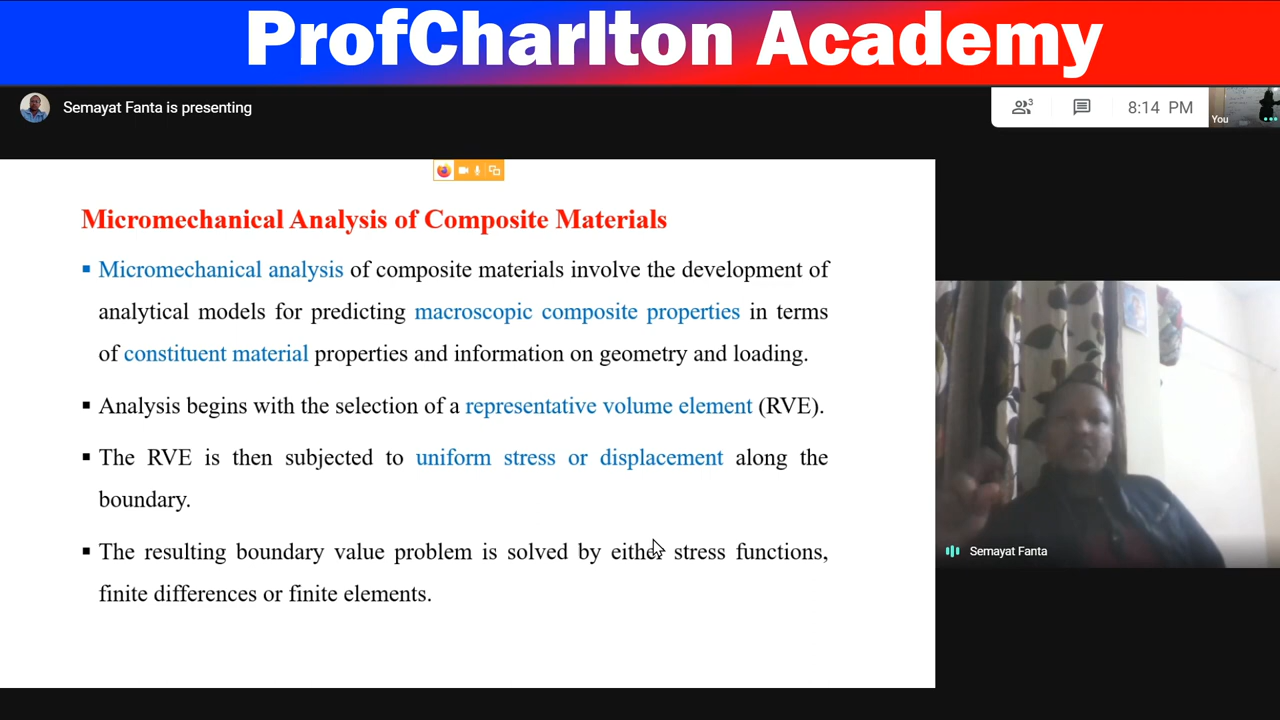 ProfCharlton Academy
Semayat Fanta is presenting
3
8:14 PM
You
Micromechanical Analysis of Composite Materials
▪ Micromechanical analysis of composite materials involve the development of
analytical models for predicting macroscopic composite properties in terms
of constituent material properties and information on geometry and loading.
▪ Analysis begins with the selection of a representative volume element (RVE).
▪ The RVE is then subjected to uniform stress or displacement along the
boundary.
▪ The resulting boundary value problem is solved by either stress functions,
finite differences or finite elements.
Semayat Fanta